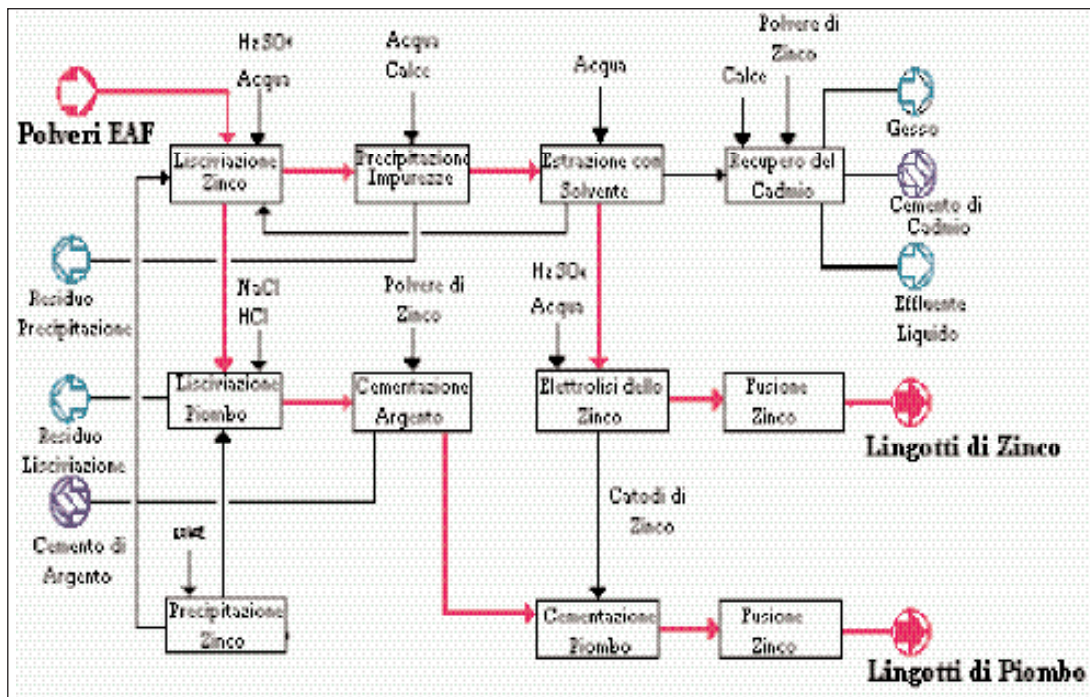 H₂SO₄
Acqua
Acqua
Calce
Acqua
Polvere di
Zinco
Calce
Polveri EAF
Lisciviazione
Zinco
Precipitazione
Impurezze
Estrazione con
Solvente
Recupero del
Cadmio
Gesso
Cemento di
Cadmio
Residuo
Precipitazione
NaCl
HCl
Polvere di
Zinco
H₂SO₄
Acqua
Effluente
Liquido
Lisciviazione
Piombo
Cementazione
Argento
Elettrolisi dello
Zinco
Fusione
Zinco
Lingotti di Zinco
Residuo
Lisciviazione
Catodi di
Zinco
Cemento di
Argento
Precipitazione
Zinco
Cementazione
Piombo
Fusione
Zinco
Lingotti di Piombo